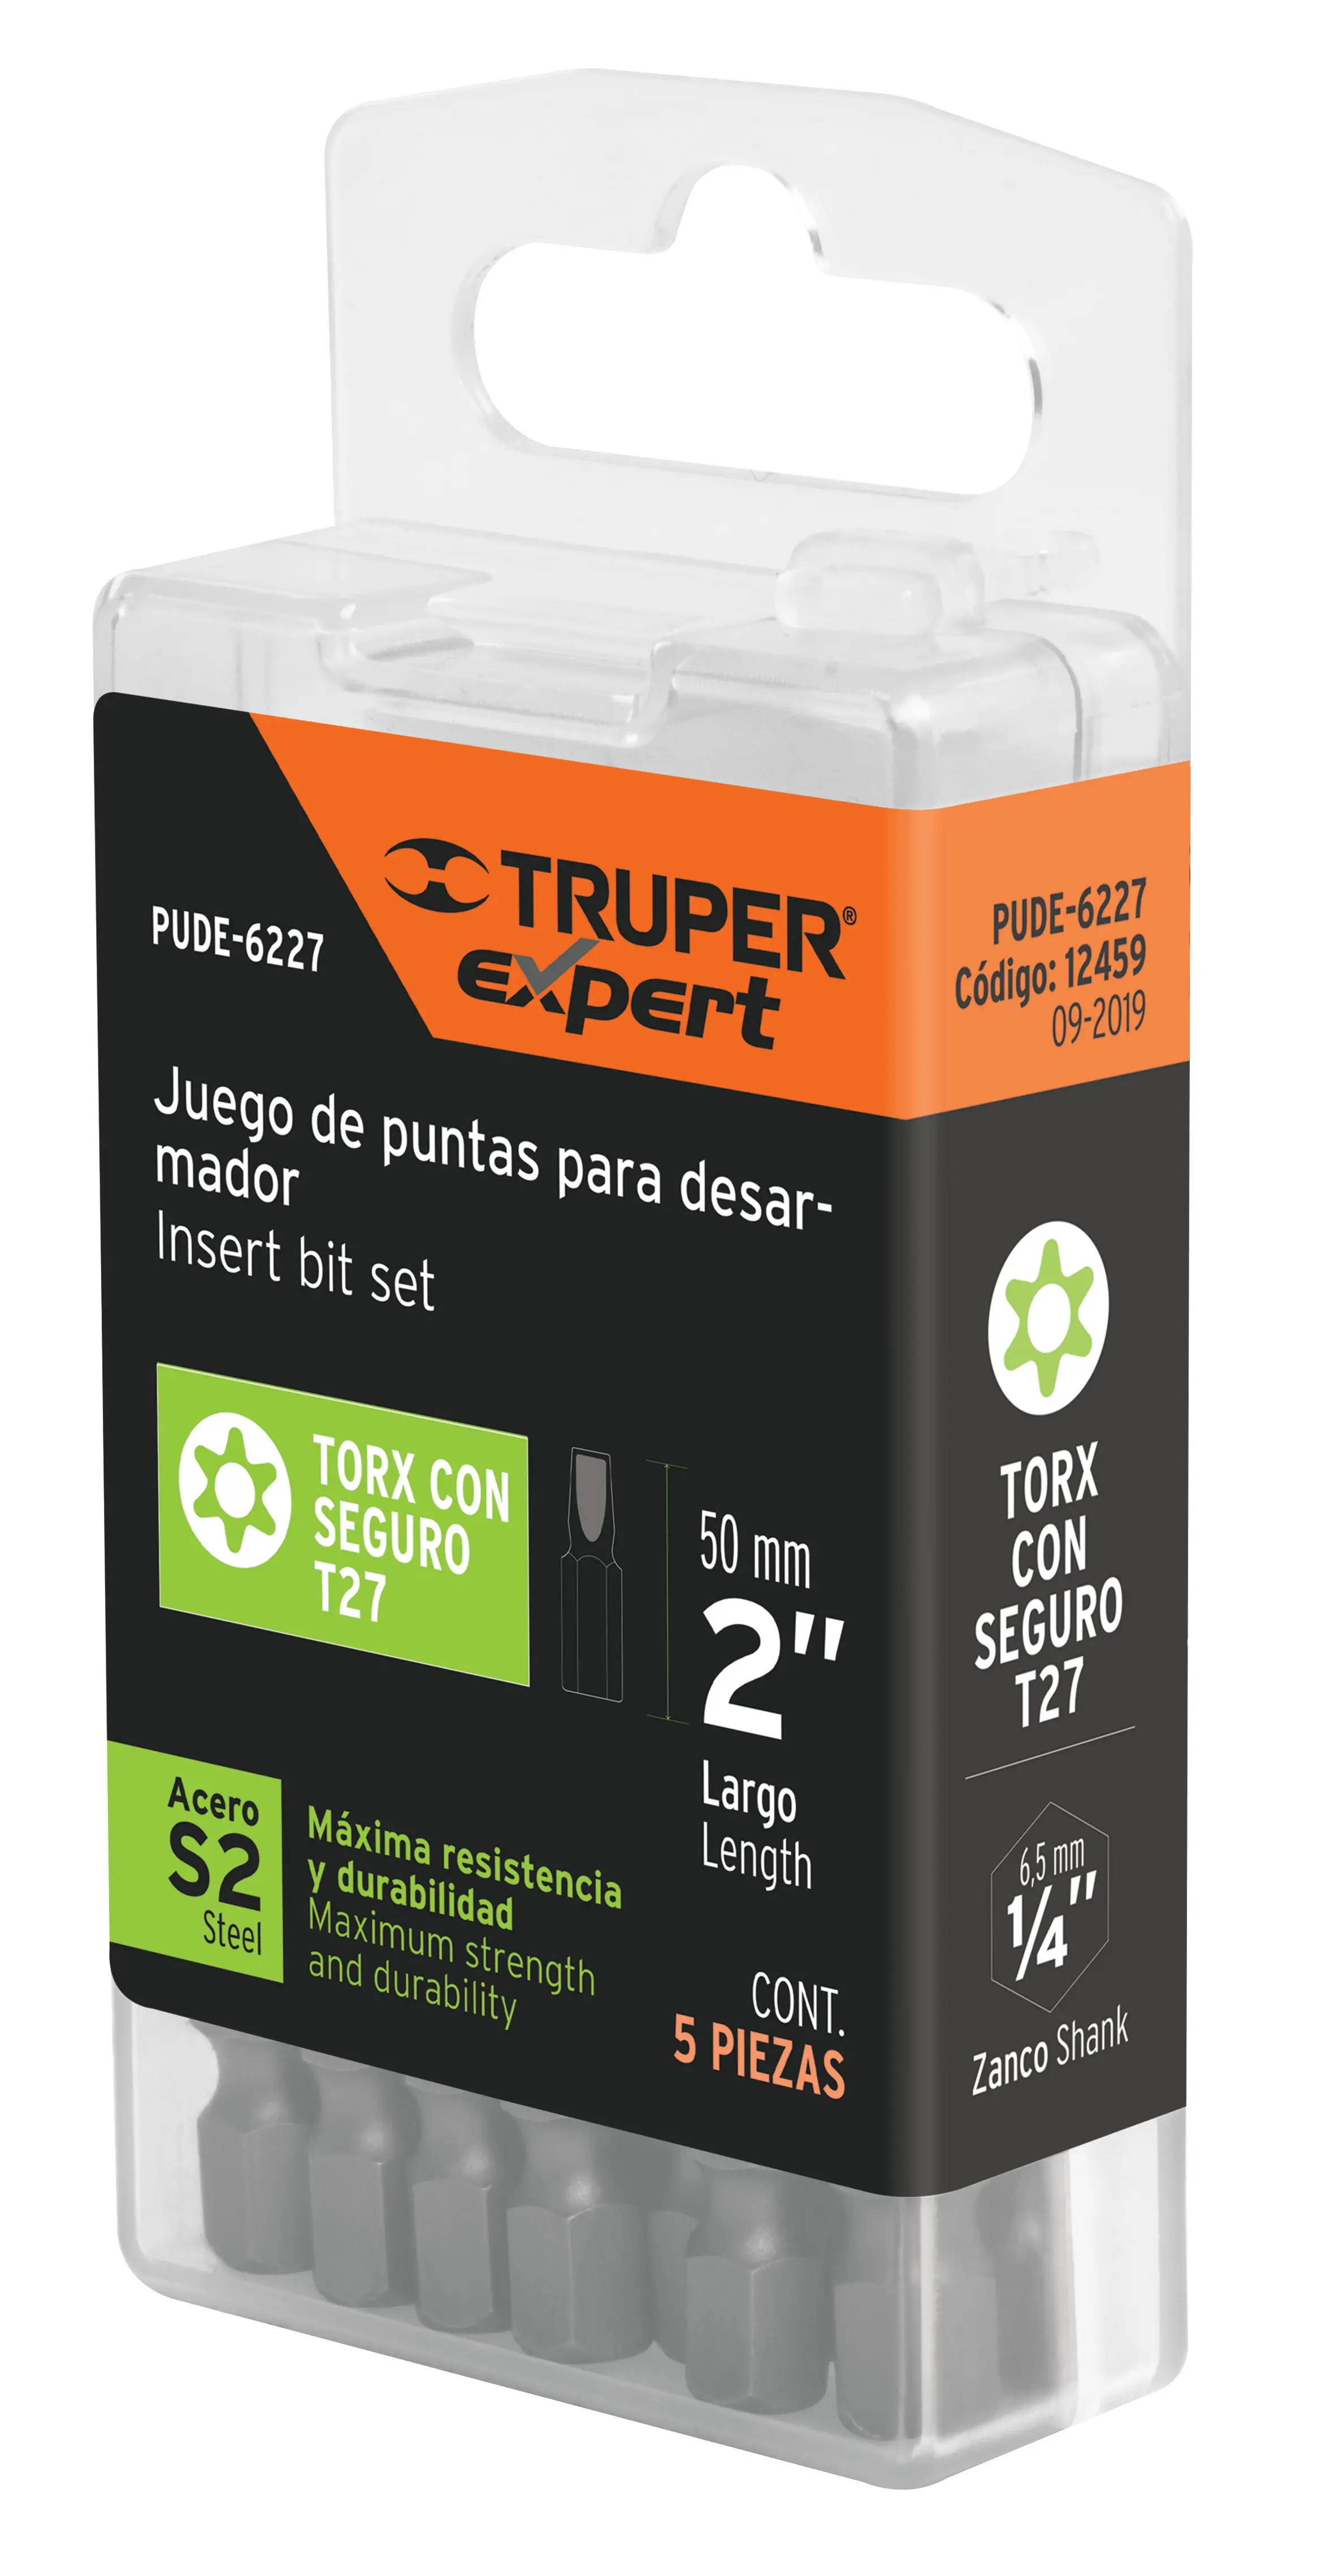 TRUPER®
expert
PUDE-6227
Juego de puntas para desar-
mador
Insert bit set
TORX CON
SEGURO
T27
50 mm
2"
Largo
Length
Acero
S2
Steel
Máxima resistencia
y durabilidad
Maximum strength
and durability
CONT.
5 PIEZAS
PUDE-6227
Código: 12459
09-2019
TORX
CON
SEGURO
T27
6,5 mm
1/4"
Zanco Shank